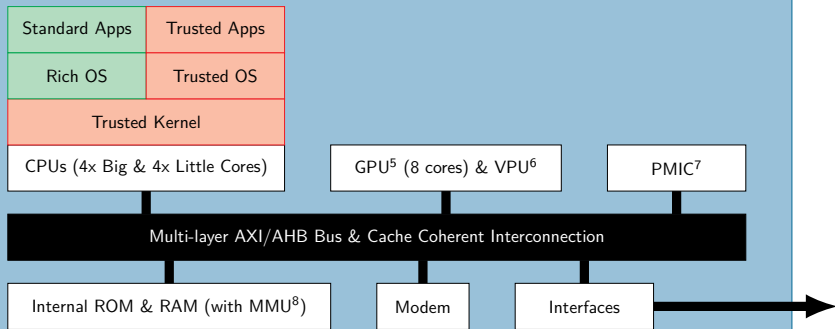 Standard Apps
Trusted Apps
Rich OS
Trusted OS
Trusted Kernel
CPUs (4x Big & 4x Little Cores)
GPU⁵ (8 cores) & VPU⁶
PMIC⁷
Multi-layer AXI/AHB Bus & Cache Coherent Interconnection
Internal ROM & RAM (with MMU⁸)
Modem
Interfaces